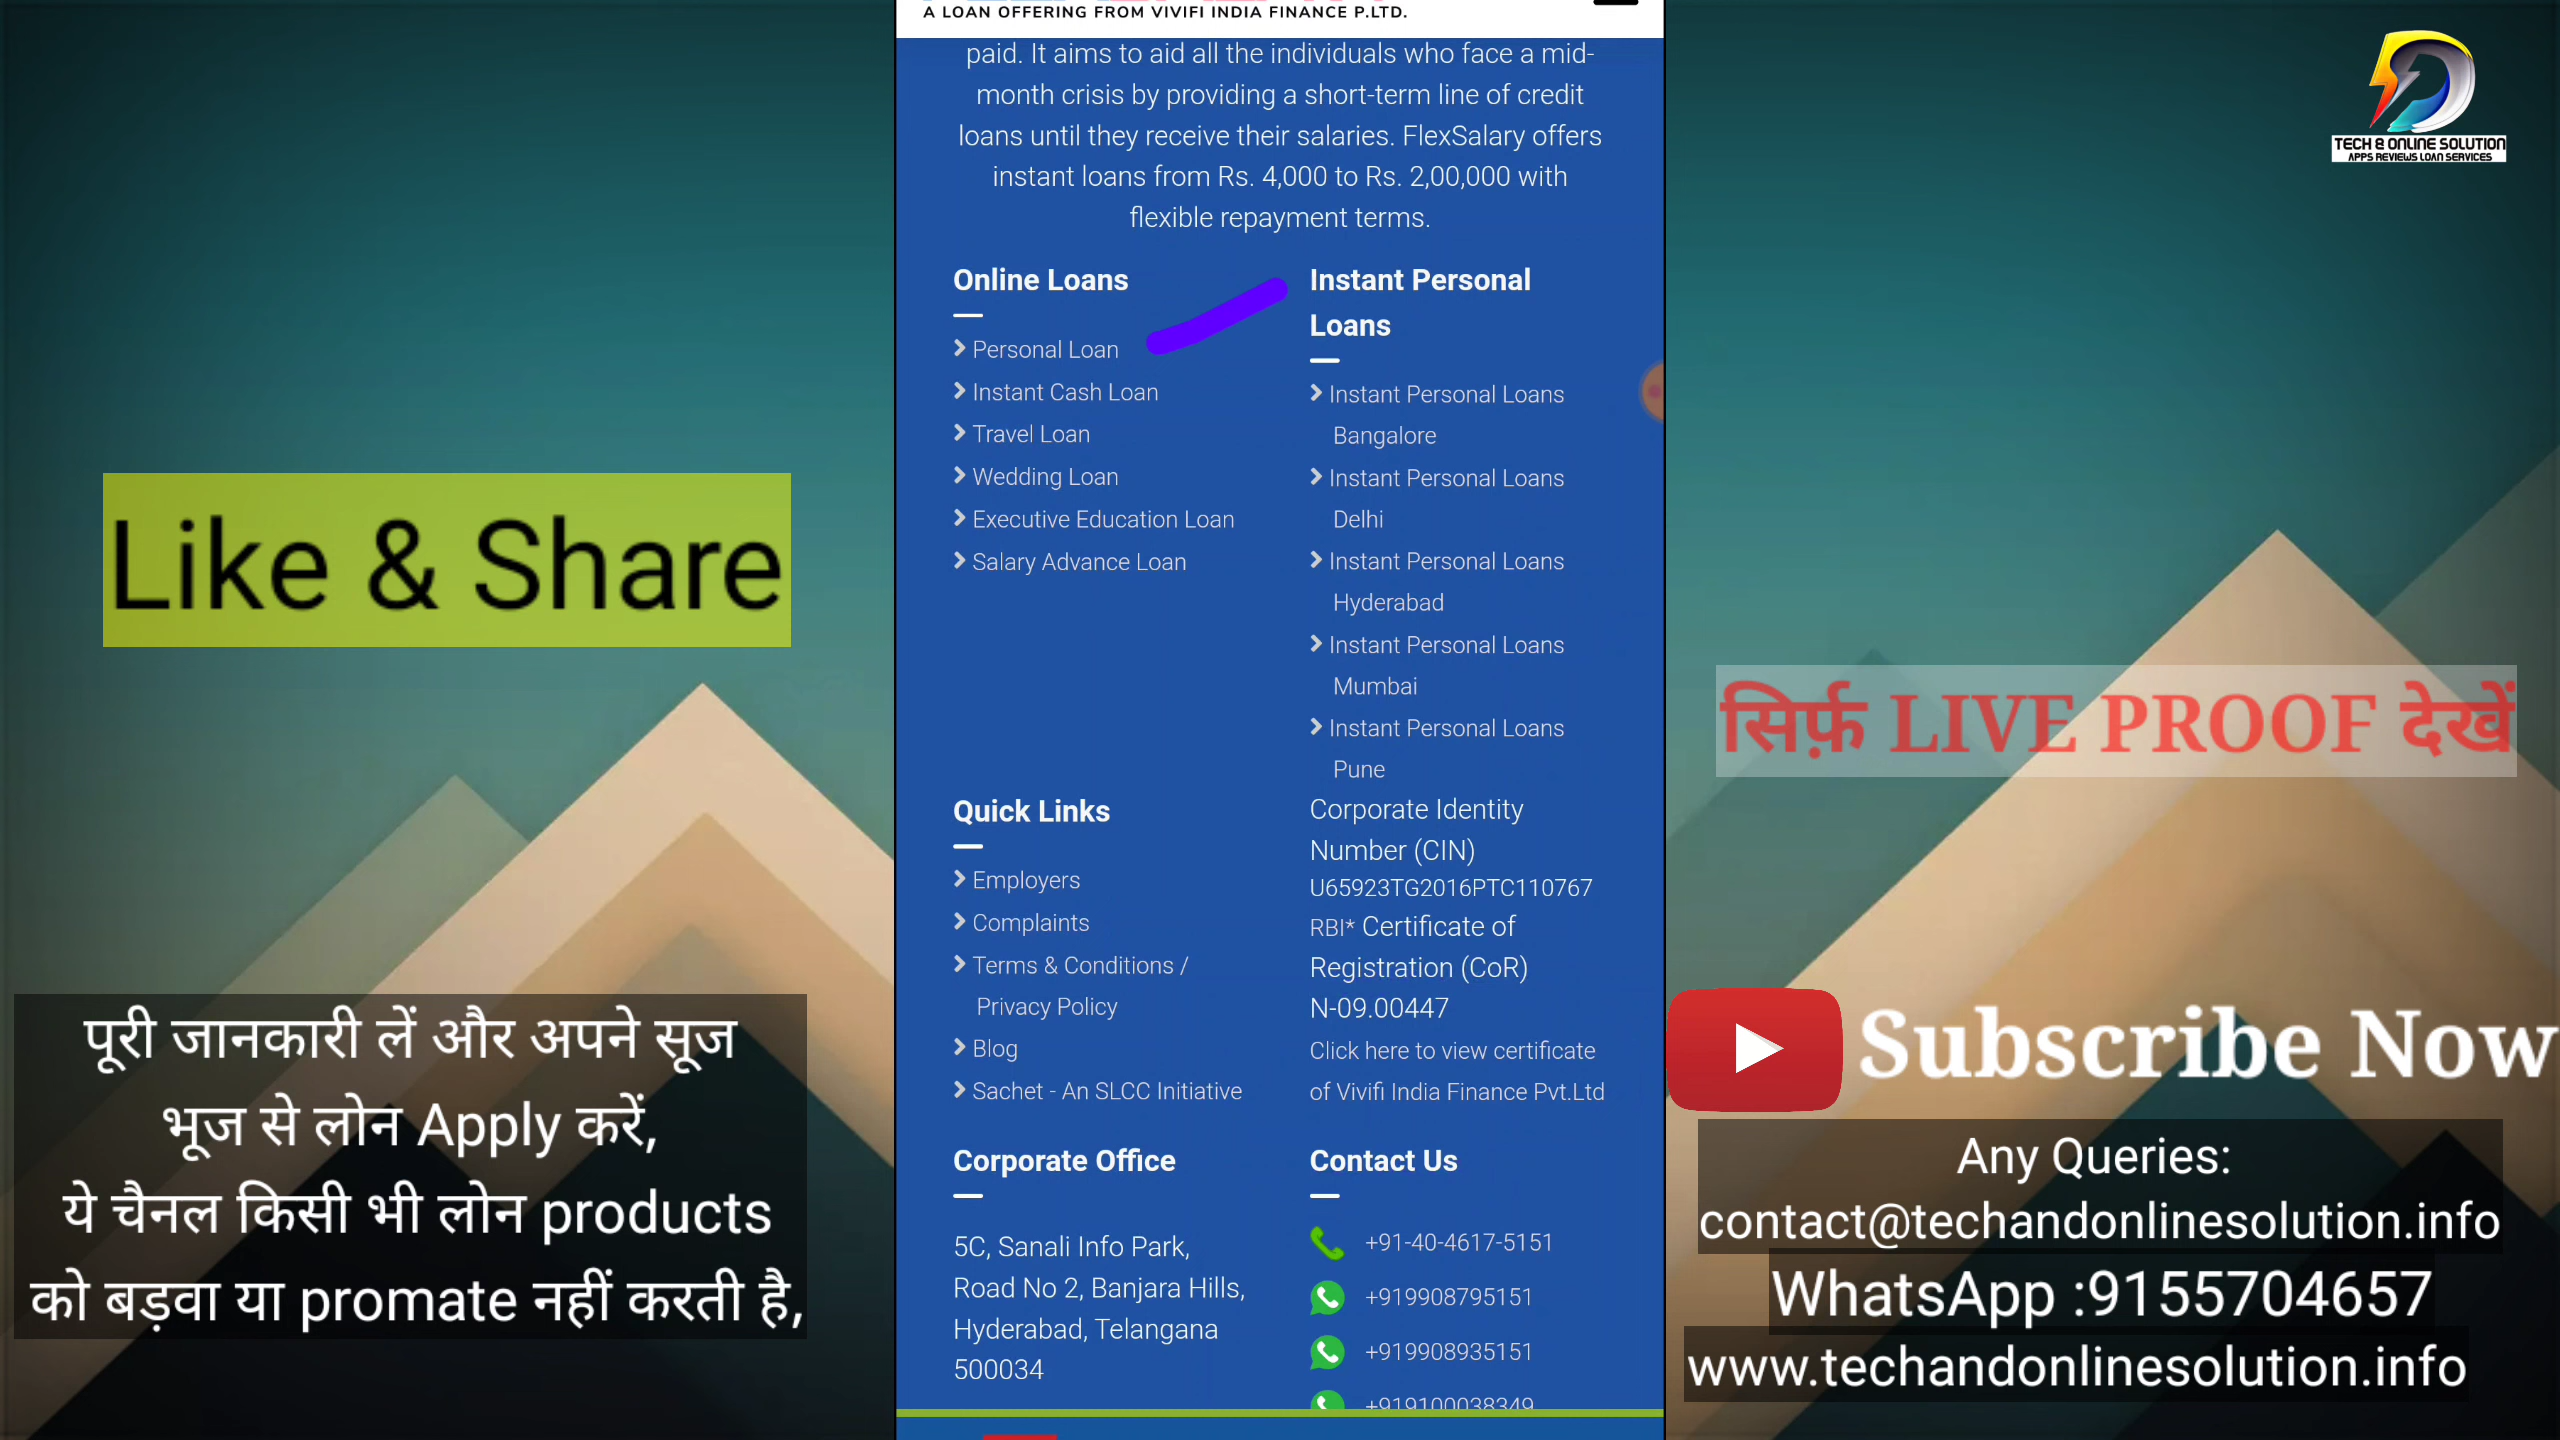 A LOAN OFFERING FROM VIVIFI INDIA FINANCE P.LTD.
paid. It aims to aid all the individuals who face a mid-
month crisis by providing a short-term line of credit
loans until they receive their salaries. FlexSalary offers
instant loans from Rs. 4,000 to Rs. 2,00,000 with
flexible repayment terms.
Online Loans
Personal Loan
Instant Cash Loan
Travel Loan
Wedding Loan
Executive Education Loan
Salary Advance Loan
Instant Personal
Loans
Instant Personal Loans
Bangalore
Instant Personal Loans
Delhi
Instant Personal Loans
Hyderabad
Instant Personal Loans
Mumbai
Instant Personal Loans
Pune
Quick Links
Employers
Complaints
Terms & Conditions /
Privacy Policy
Blog
Sachet - An SLCC Initiative
Corporate Identity
Number (CIN)
U65923TG2016PTC110767
RBI* Certificate of
Registration (CoR)
N-09.00447
Click here to view certificate
of Vivifi India Finance Pvt.Ltd
Corporate Office
5C, Sanali Info Park,
Road No 2, Banjara Hills,
Hyderabad, Telangana
500034
Contact Us
+91-40-4617-5151
+919908795151
+919908935151
+919100038349
Like & Share
पूरी जानकारी लें और अपने सूज
भूज से लोन Apply करें,
ये चैनल किसी भी लोन products
को बड़वा या promate नहीं करती है,
TECH & ONLINE SOLUTION
APPS REVIEWS LOAN SERVICES
सिर्फ़ LIVE PROOF देखें
Subscribe Now
Any Queries:
contact@techandonlinesolution.info
WhatsApp :9155704657
www.techandonlinesolution.info